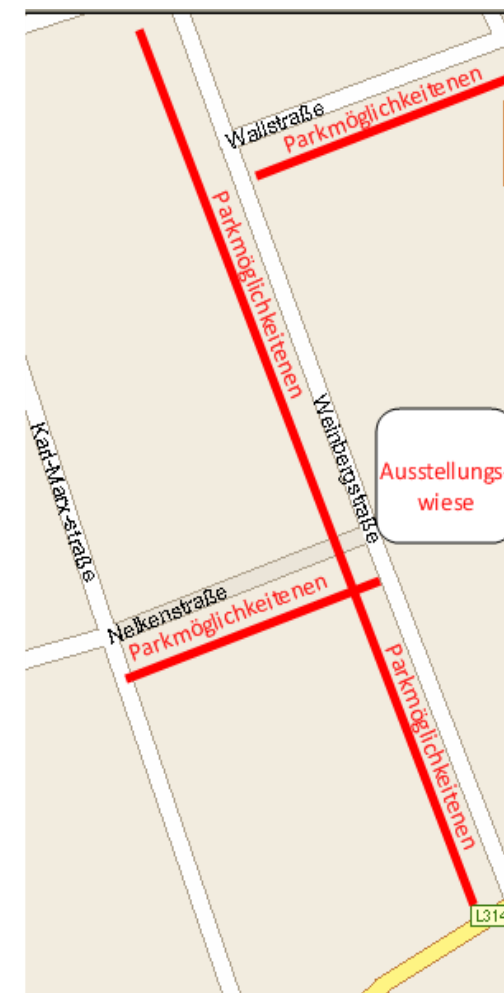 Wallstraße
Parkmöglichkeitenen
Parkmöglichkeitenen
Weinbergstraße
Karl-Marx-straße
Ausstellungs
wiese
Nelkenstraße
Parkmöglichkeitenen
Parkmöglichkeitenen
L314